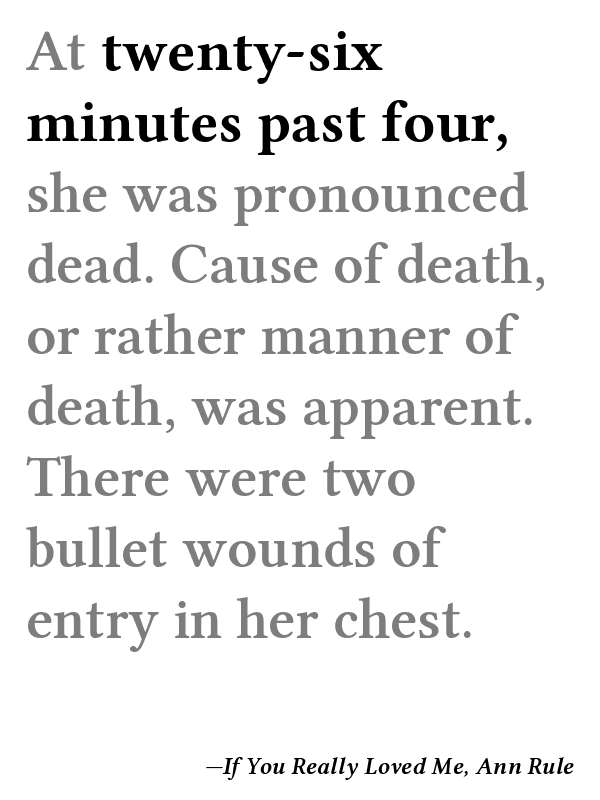 At twenty-six
minutes past four,
she was pronounced
dead. Cause of death,
or rather manner of
death, was apparent.
There were two
bullet wounds of
entry in her chest.
—If You Really Loved Me, Ann Rule